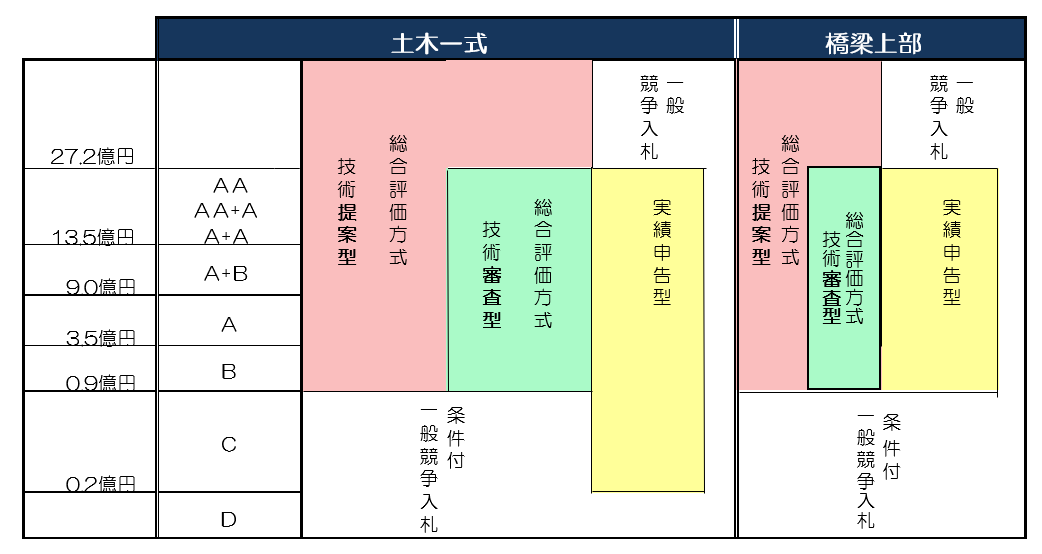 土木一式
橋梁上部
27.2億円
13.5億円
9.0億円
3.5億円
0.9億円
0.2億円
AA
AA+A
A+A
A+B
A
B
C
D
総合評価方式
技術提案型
総合評価方式
技術審査型
一般
競争入札
実績申告型
条件付
一般競争入札
総合評価方式
技術提案型
総合評価方式
技術審査型
一般
競争入札
実績申告型
条件付
一般競争入札